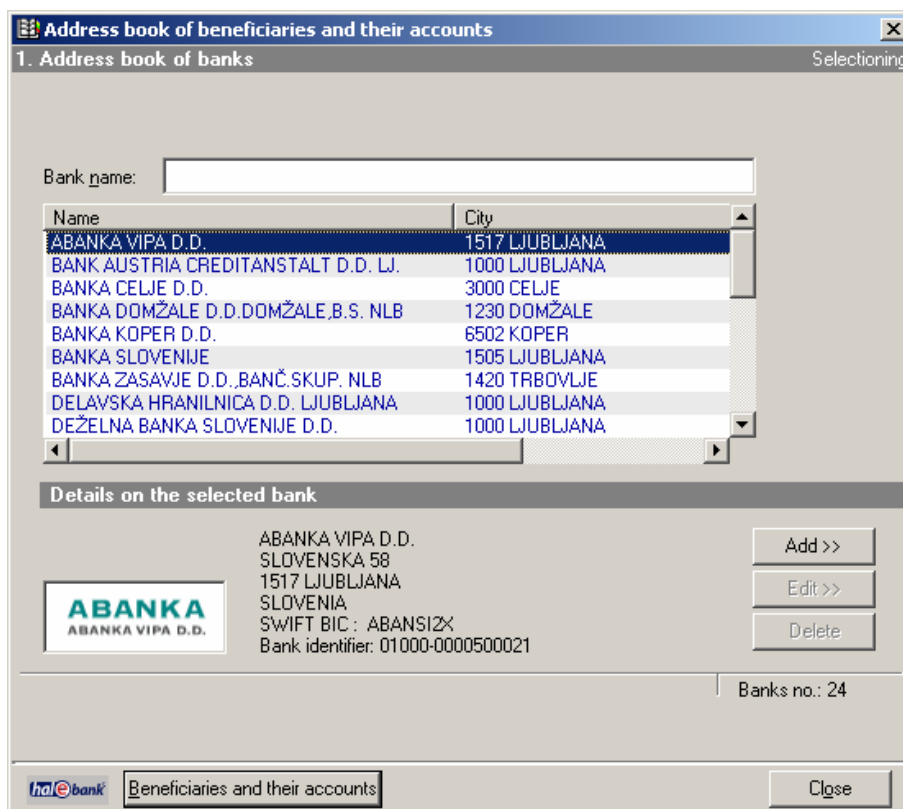 Address book of beneficiaries and their accounts
1. Address book of banks Selectioning
Bank name:
Name City
ABANKA VIPA D.D. 1517 LJUBLJANA
BANK AUSTRIA CREDITANSTALT D.D. LJ. 1000 LJUBLJANA
BANKA CELJE D.D. 3000 CELJE
BANKA DOMŽALE D.D.DOMŽALE,B.S. NLB 1230 DOMŽALE
BANKA KOPER D.D. 6502 KOPER
BANKA SLOVENIJE 1505 LJUBLJANA
BANKA ZASAVJE D.D.,BANČ.SKUP. NLB 1420 TRBOVLJE
DELAVSKA HRANILNICA D.D. LJUBLJANA 1000 LJUBLJANA
DEŽELNA BANKA SLOVENIJE D.D. 1000 LJUBLJANA
Details on the selected bank
ABANKA VIPA D.D.
SLOVENSKA 58
1517 LJUBLJANA
SLOVENIA
SWIFT BIC : ABANSI2X
Bank identifier: 01000-0000500021
ABANKA
ABANKA VIPA D.D.
Add >>
Edit >>
Delete
Banks no.: 24
hal e bank Beneficiaries and their accounts Close